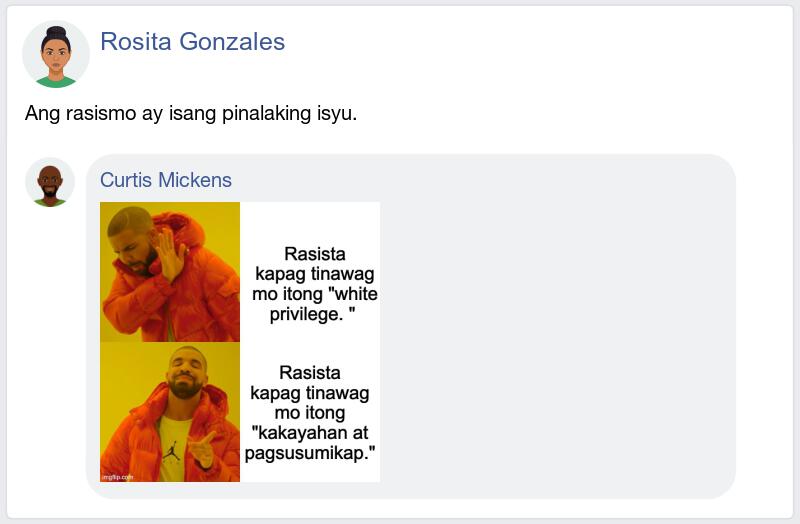 Rosita Gonzales
Ang rasismo ay isang pinalaking isyu.
Curtis Mickens
Rasista
kapag tinawag
mo itong "white
privilege. "
Rasista
kapag tinawag
mo itong
"kakayahan at
pagsusumikap."
imgflip.com